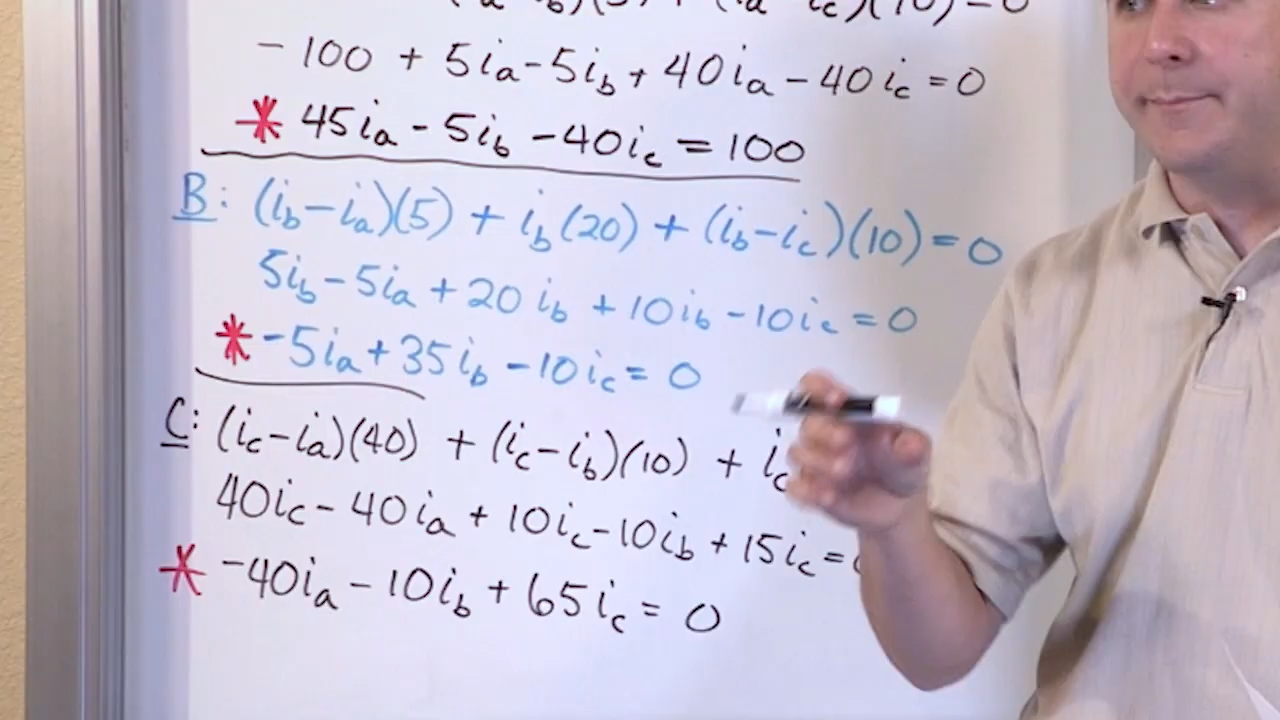 -100 + 5ia - 5ib + 40ia - 40ic = 0
* 45ia - 5ib - 40ic = 100
B: (ib - ia)(5) + ib(20) + (ib - ic)(10) = 0
5ib - 5ia + 20ib + 10ib - 10ic = 0
* -5ia + 35ib - 10ic = 0
C: (ic - ia)(40) + (ic - ib)(10) + ic
40ic - 40ia + 10ic - 10ib + 15ic =
* -40ia - 10ib + 65ic = 0